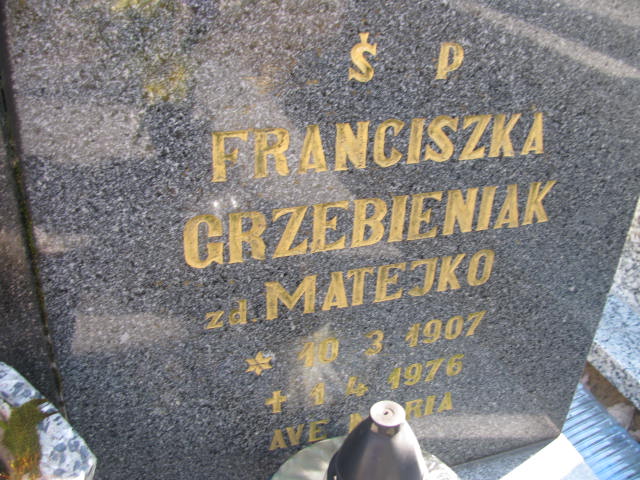 Ś P
FRANCISZKA
GRZEBIENIAK
zd. MATEJKO
* 10 3 1907
+ 1 4 1976
AVE MARIA